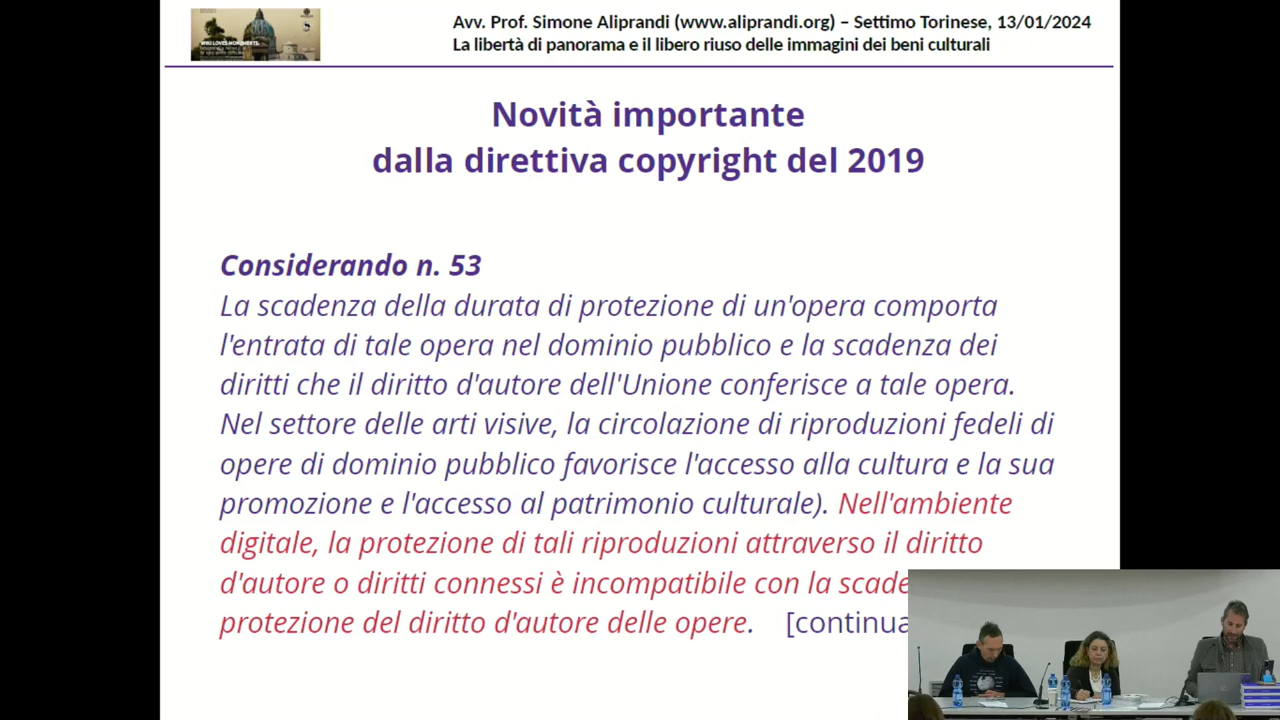 Avv. Prof. Simone Aliprandi (www.aliprandi.org) – Settimo Torinese, 13/01/2024
La libertà di panorama e il libero riuso delle immagini dei beni culturali
WIKI LOVES MONUMENTS
Novità importante
dalla direttiva copyright del 2019
Considerando n. 53
La scadenza della durata di protezione di un'opera comporta
l'entrata di tale opera nel dominio pubblico e la scadenza dei
diritti che il diritto d'autore dell'Unione conferisce a tale opera.
Nel settore delle arti visive, la circolazione di riproduzioni fedeli di
opere di dominio pubblico favorisce l'accesso alla cultura e la sua
promozione e l'accesso al patrimonio culturale). Nell'ambiente
digitale, la protezione di tali riproduzioni attraverso il diritto
d'autore o diritti connessi è incompatibile con la scade
protezione del diritto d'autore delle opere. [continua